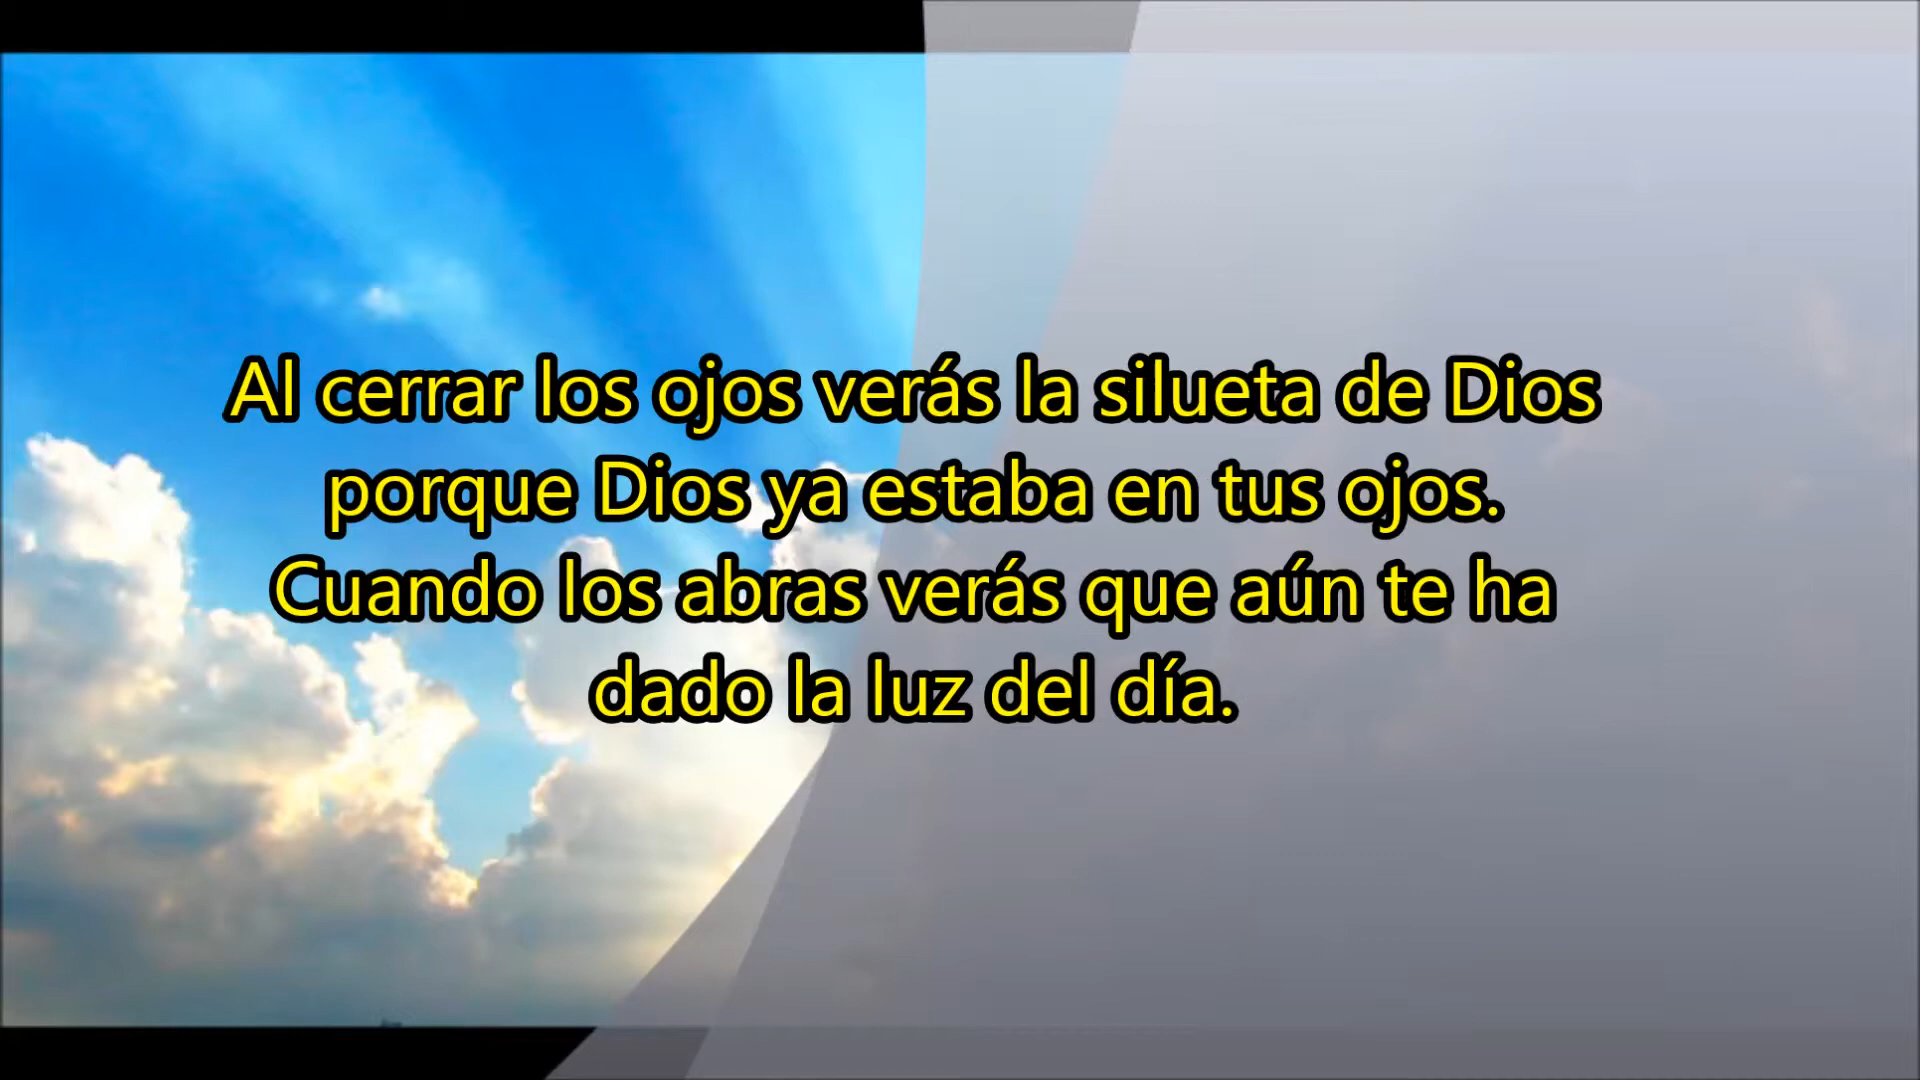 Al cerrar los ojos verás la silueta de Dios
porque Dios ya estaba en tus ojos.
Cuando los abras verás que aún te ha
dado la luz del día.